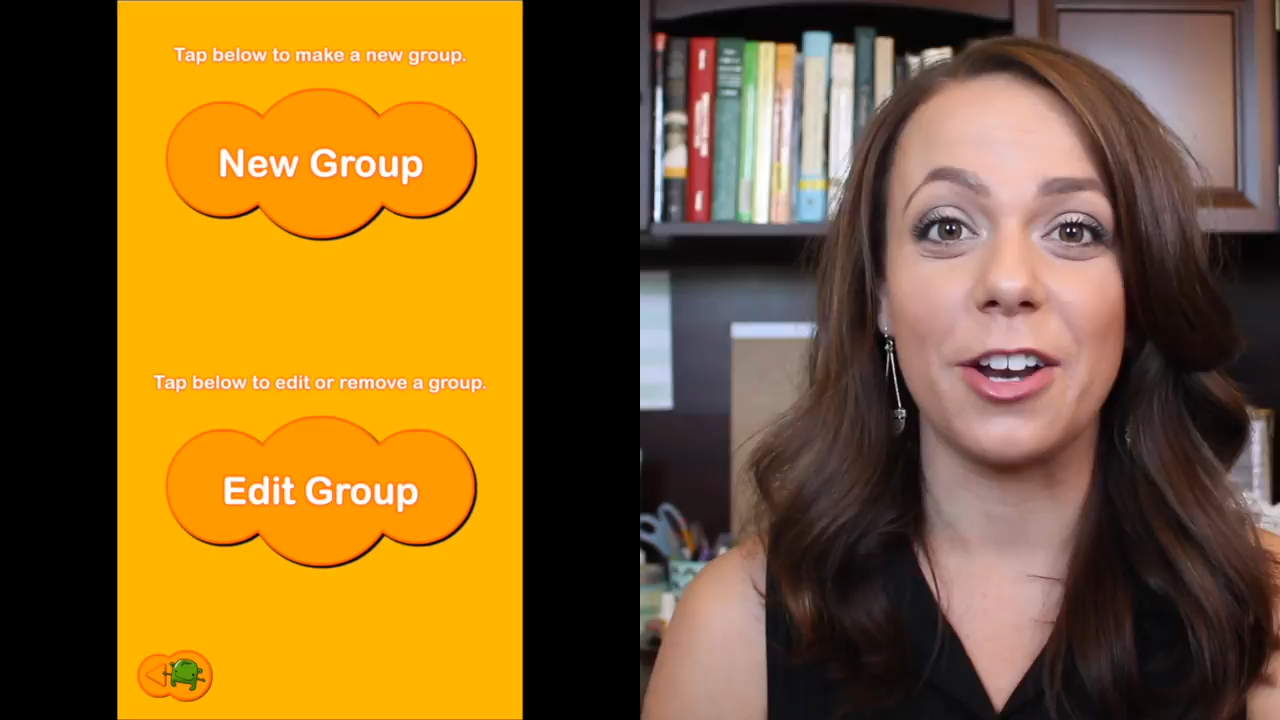 Tap below to make a new group.
New Group
Tap below to edit or remove a group.
Edit Group